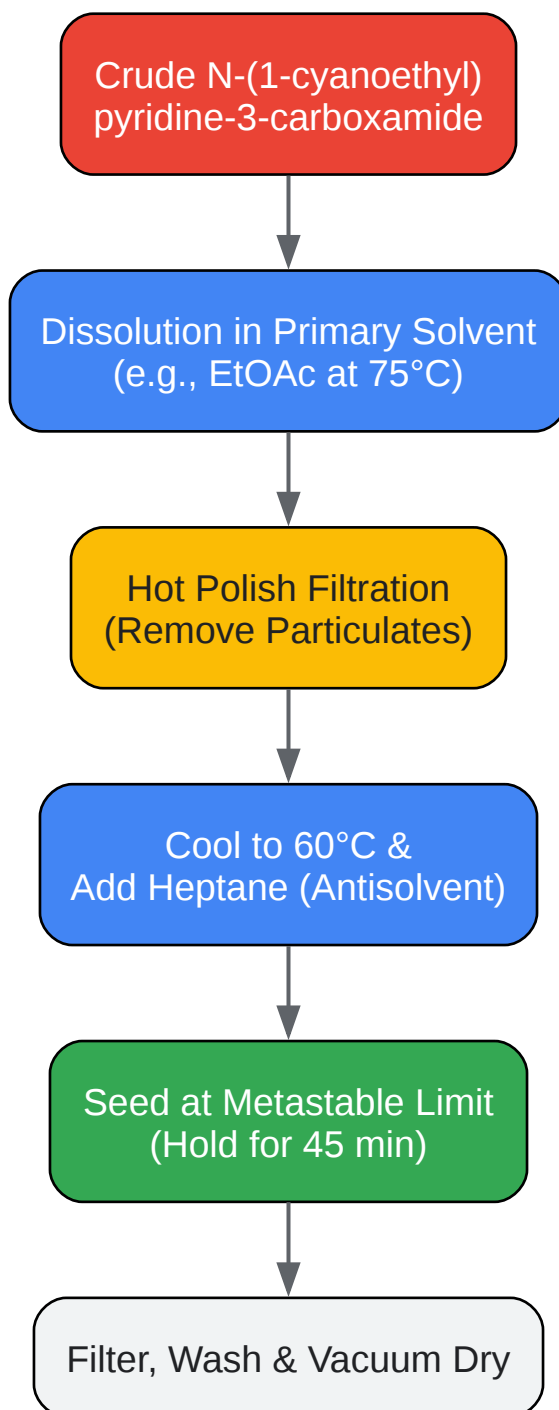 Crude N-(1-cyanoethyl)
pyridine-3-carboxamide
Dissolution in Primary Solvent
(e.g., EtOAc at 75°C)
Hot Polish Filtration
(Remove Particulates)
Cool to 60°C &
Add Heptane (Antisolvent)
Seed at Metastable Limit
(Hold for 45 min)
Filter, Wash & Vacuum Dry